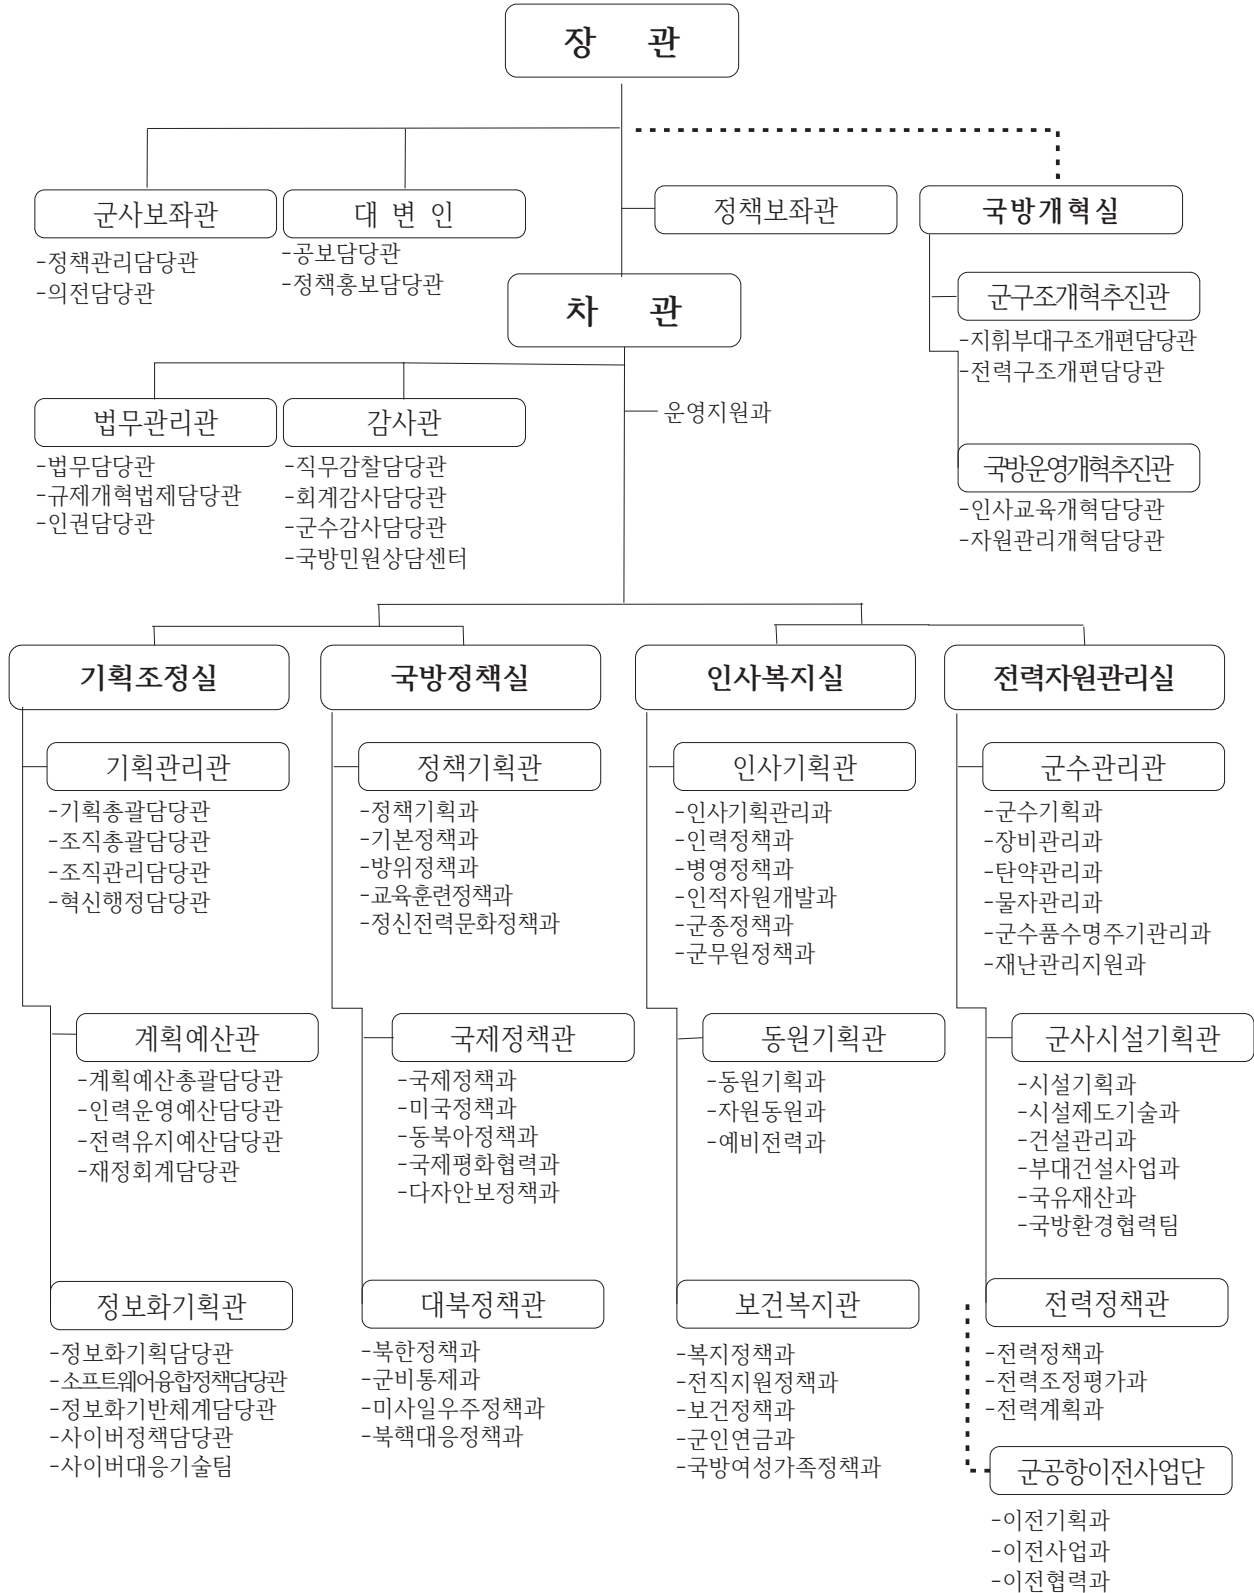 장 관
군사보좌관
-정책관리담당관
-의전담당관
대 변 인
-공보담당관
-정책홍보담당관
정책보좌관
국방개혁실
군구조개혁추진관
-지휘부대구조개편담당관
-전력구조개편담당관
국방운영개혁추진관
-인사교육개혁담당관
-자원관리개혁담당관
차 관
법무관리관
-법무담당관
-규제개혁법제담당관
-인권담당관
감사관
-직무감찰담당관
-회계감사담당관
-군수감사담당관
-국방민원상담센터
운영지원과
기획조정실
기획관리관
-기획총괄담당관
-조직총괄담당관
-조직관리담당관
-혁신행정담당관
계획예산관
-계획예산총괄담당관
-인력운영예산담당관
-전력유지예산담당관
-재정회계담당관
정보화기획관
-정보화기획담당관
-소프트웨어융합정책담당관
-정보화기반체계담당관
-사이버정책담당관
-사이버대응기술팀
국방정책실
정책기획관
-정책기획과
-기본정책과
-방위정책과
-교육훈련정책과
-정신전력문화정책과
국제정책관
-국제정책과
-미국정책과
-동북아정책과
-국제평화협력과
-다자안보정책과
대북정책관
-북한정책과
-군비통제과
-미사일우주정책과
-북핵대응정책과
인사복지실
인사기획관
-인사기획관리과
-인력정책과
-병영정책과
-인적자원개발과
-군종정책과
-군무원정책과
동원기획관
-동원기획과
-자원동원과
-예비전력과
보건복지관
-복지정책과
-전직지원정책과
-보건정책과
-군인연금과
-국방여성가족정책과
전력자원관리실
군수관리관
-군수기획과
-장비관리과
-탄약관리과
-물자관리과
-군수품수명주기관리과
-재난관리지원과
군사시설기획관
-시설기획과
-시설제도기술과
-건설관리과
-부대건설사업과
-국유재산과
-국방환경협력팀
전력정책관
-전력정책과
-전력조정평가과
-전력계획과
군공항이전사업단
-이전기획과
-이전사업과
-이전협력과